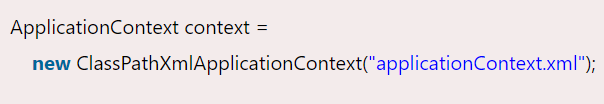 ApplicationContext context =
new ClassPathXmlApplicationContext("applicationContext.xml");